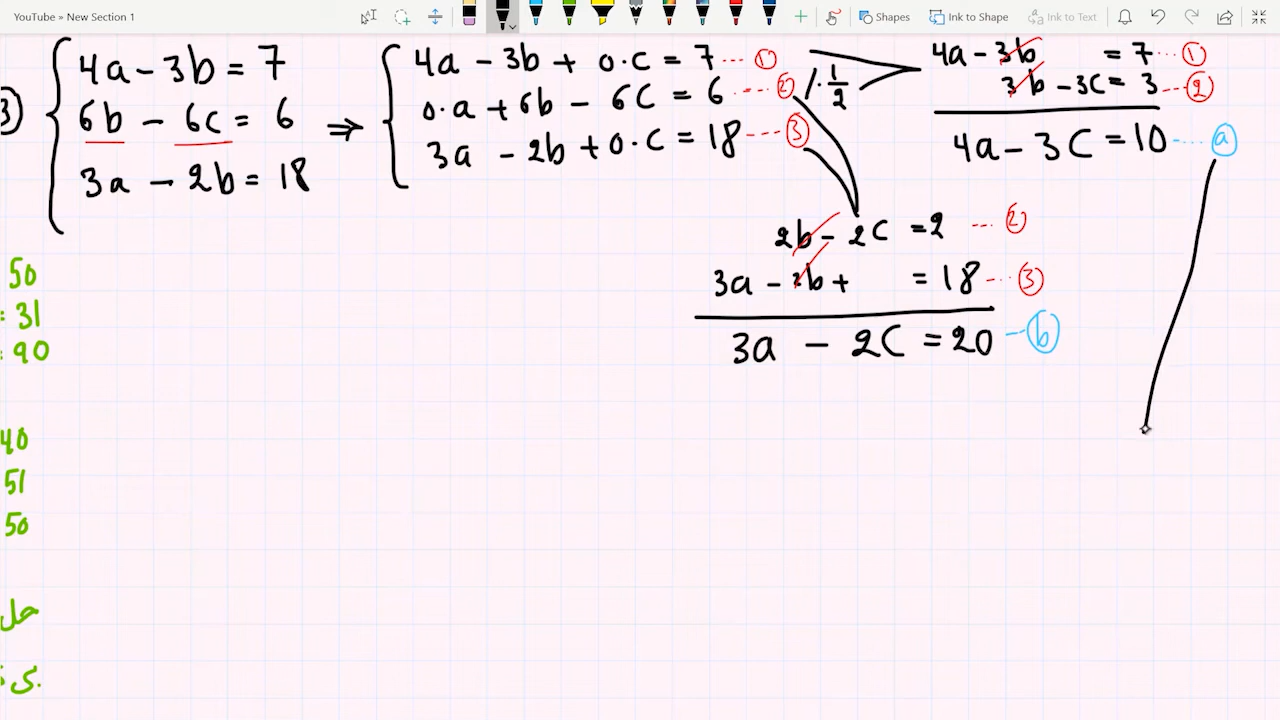 YouTube » New Section 1
Shapes Ink to Shape Ink to Text
3)
4a - 3b = 7
6b - 6c = 6
3a - 2b = 18
⇒
4a - 3b + 0·c = 7 --- ①
0·a + 6b - 6c = 6 --- ②
3a - 2b + 0·c = 18 --- ③
/·1/2
4a - 3b = 7 --- ①
3b - 3c = 3 --- ②
4a - 3c = 10 --- ⓐ
2b - 2c = 2 --- ②
3a - 2b + = 18 --- ③
3a - 2c = 20 --- ⓑ
50
= 31
= 90
40
51
50
حل